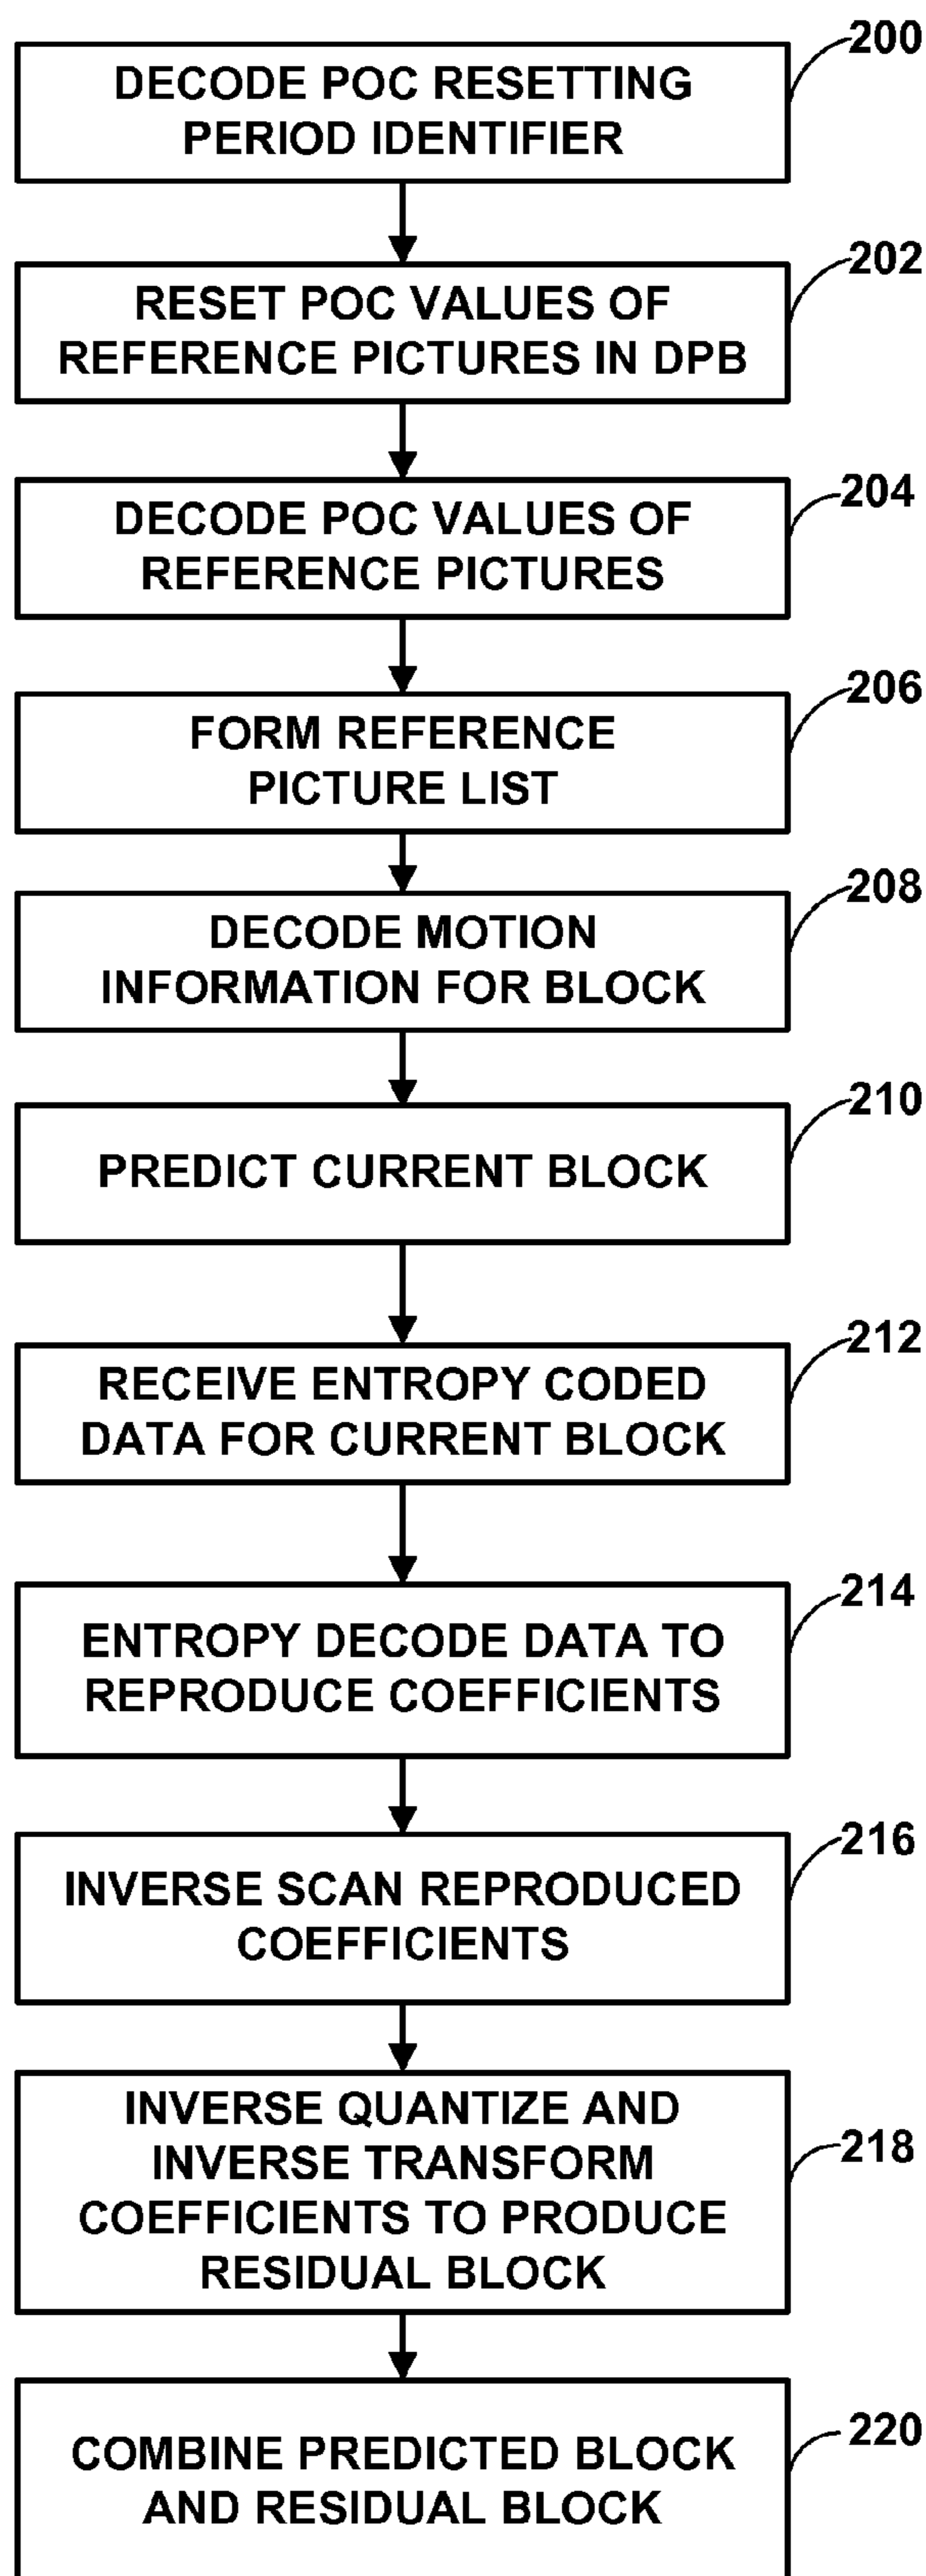 200
DECODE POC RESETTING
PERIOD IDENTIFIER
202
RESET POC VALUES OF
REFERENCE PICTURES IN DPB
204
DECODE POC VALUES OF
REFERENCE PICTURES
206
FORM REFERENCE
PICTURE LIST
208
DECODE MOTION
INFORMATION FOR BLOCK
210
PREDICT CURRENT BLOCK
212
RECEIVE ENTROPY CODED
DATA FOR CURRENT BLOCK
214
ENTROPY DECODE DATA TO
REPRODUCE COEFFICIENTS
216
INVERSE SCAN REPRODUCED
COEFFICIENTS
218
INVERSE QUANTIZE AND
INVERSE TRANSFORM
COEFFICIENTS TO PRODUCE
RESIDUAL BLOCK
220
COMBINE PREDICTED BLOCK
AND RESIDUAL BLOCK